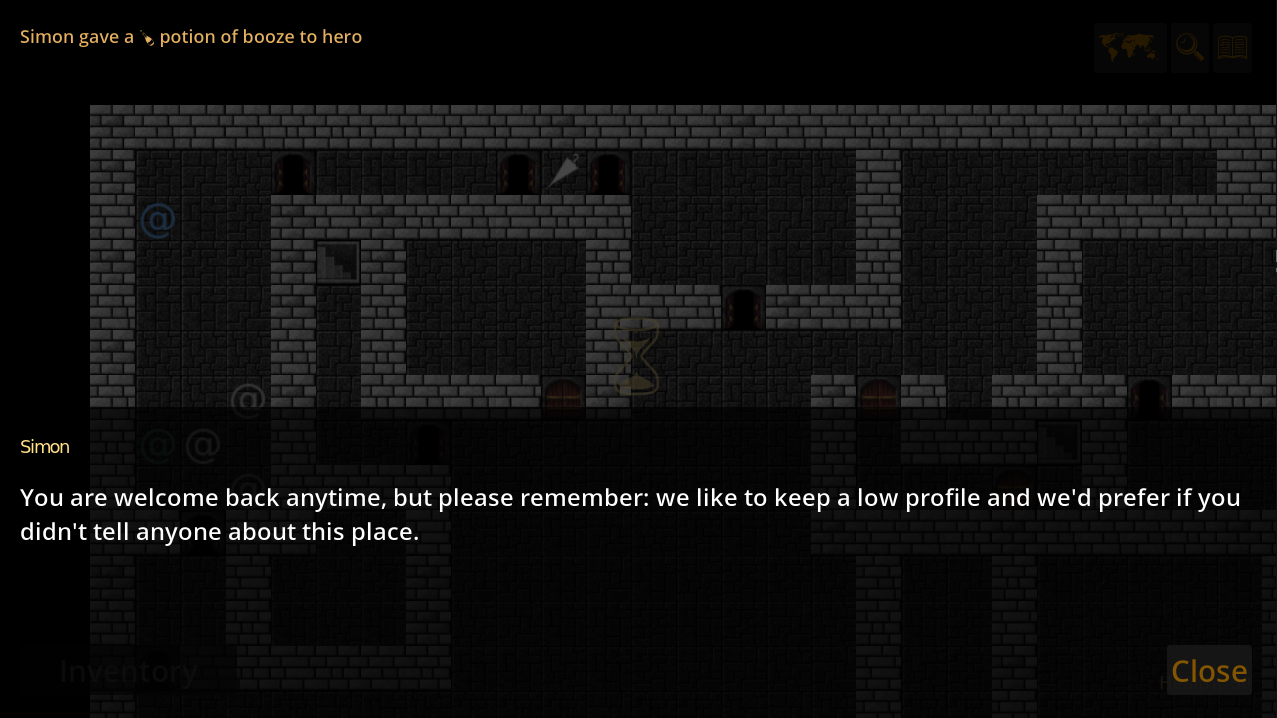 Simon gave a potion of booze to hero
@
@
@ @
@
Simon
You are welcome back anytime, but please remember: we like to keep a low profile and we'd prefer if you
didn't tell anyone about this place.
Inventory
Close